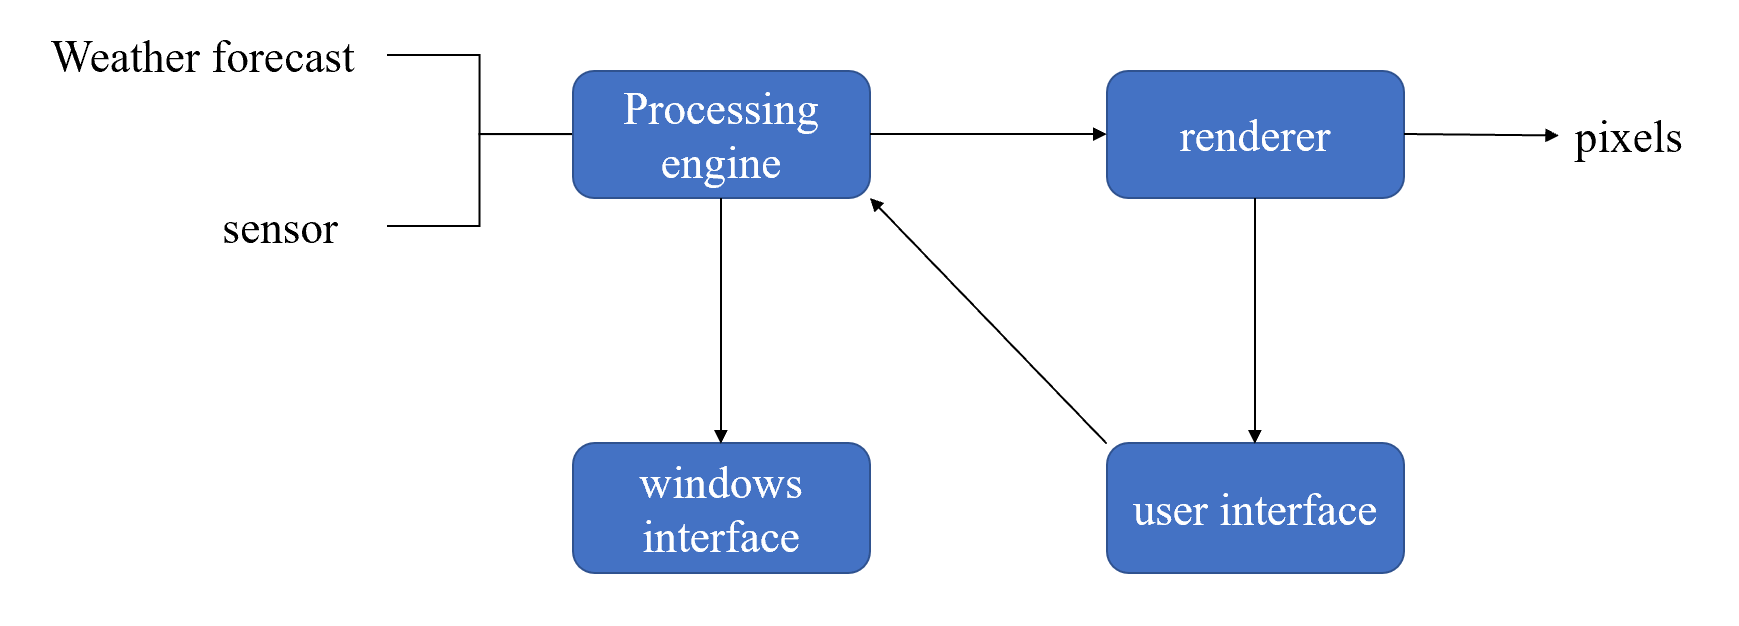 Weather forecast
Processing
engine
renderer
pixels
sensor
windows
interface
user interface